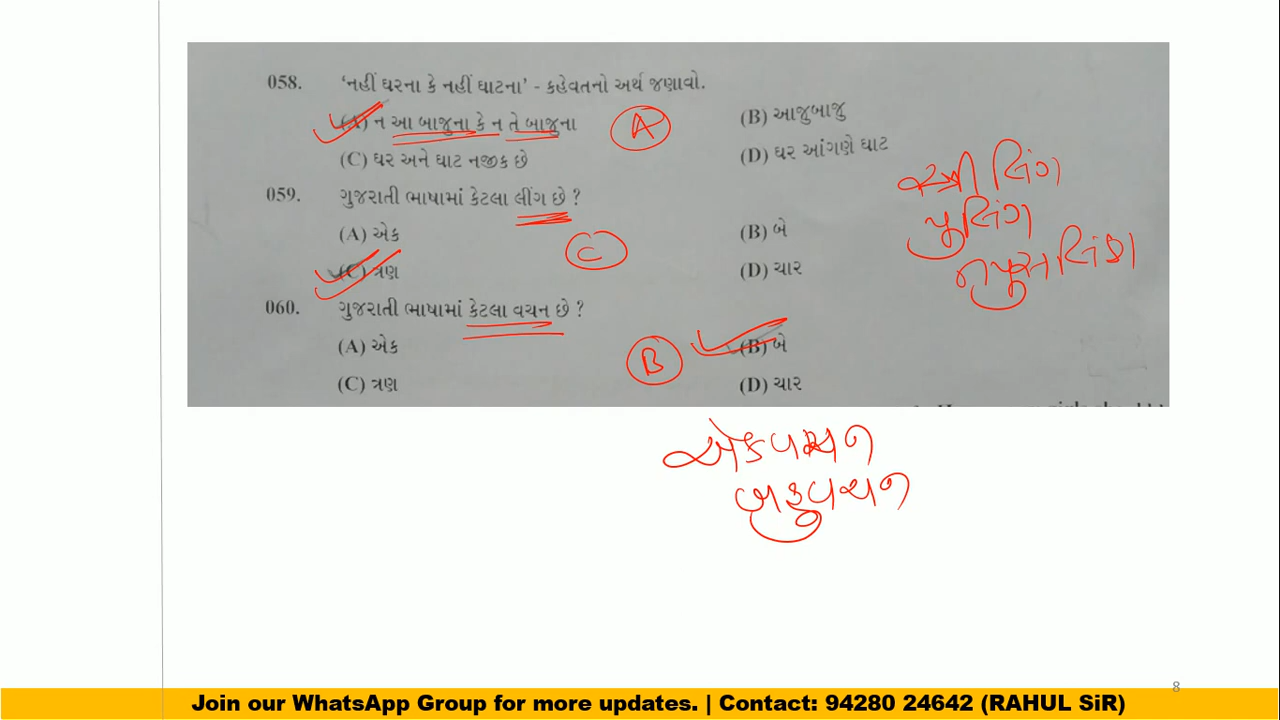 058. ‘નહીં ઘરના કે નહીં ઘાટના’ - કહેવતનો અર્થ જણાવો.
(A) ન આ બાજુના કે ન તે બાજુના (B) આજુબાજુ
A
(C) ઘર અને ઘાટ નજીક છે (D) ઘર આંગણે ઘાટ
સ્ત્રીલિંગ
પુલિંગ
059. ગુજરાતી ભાષામાં કેટલા લીંગ છે ?
(A) એક (B) બે
C
(C) ત્રણ (D) ચાર
060. ગુજરાતી ભાષામાં કેટલા વચન છે ?
(A) એક (B) બે
B
(C) ત્રણ (D) ચાર
એકવચન
બહુવચન
8
Join our WhatsApp Group for more updates. | Contact: 94280 24642 (RAHUL SiR)